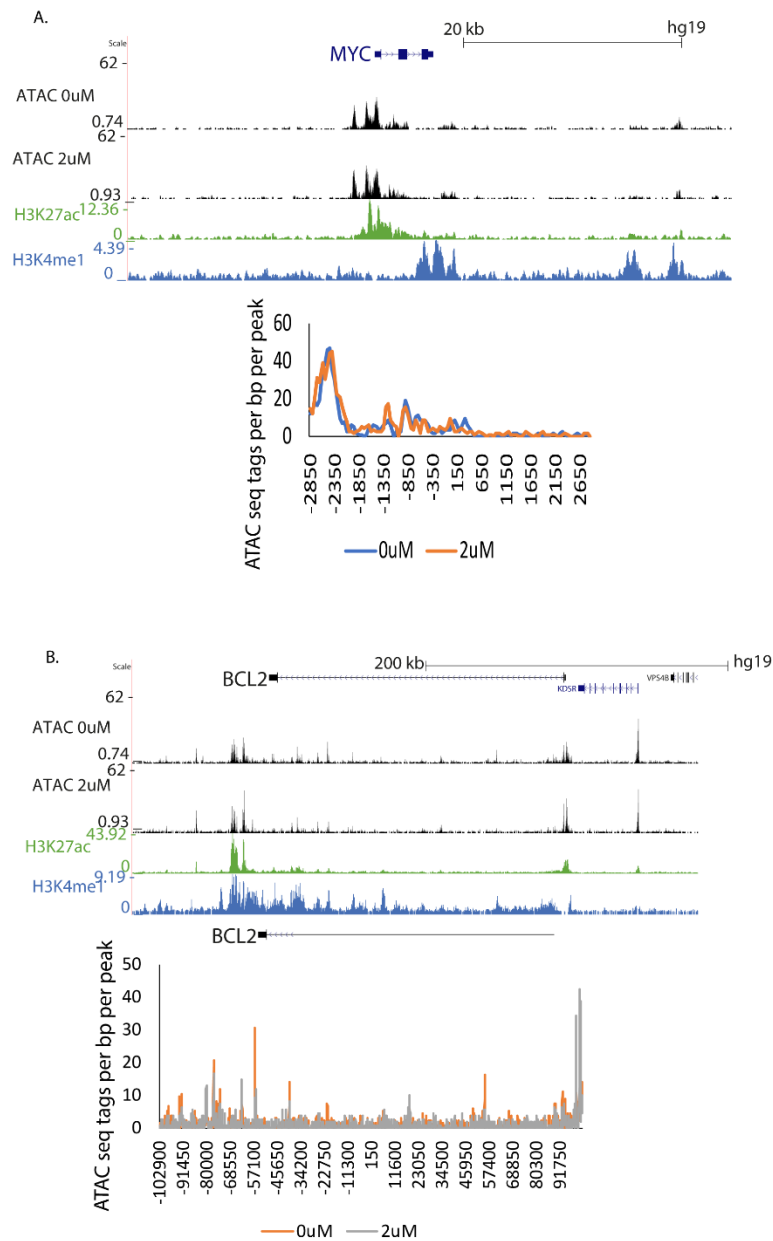 A.
Scale
20 kb
hg19
MYC
62
ATAC 0uM
0.74
62
ATAC 2uM
0.93
H3K27ac
12.36
0
H3K4me1
4.39
0
ATAC seq tags per bp per peak
60
40
20
0
-2850
-2350
-1850
-1350
-850
-350
150
650
1150
1650
2150
2650
0uM
2uM
B.
Scale
200 kb
hg19
BCL2
KDSR
VPS4B
62
ATAC 0uM
0.74
62
ATAC 2uM
0.93
43.92
H3K27ac
0
H3K4me1
9.19
0
BCL2
ATAC seq tags per bp per peak
50
40
30
20
10
0
-102900
-91450
-80000
-68550
-57100
-45650
-34200
-22750
-11300
150
11600
23050
34500
45950
57400
68850
80300
91750
0uM
2uM